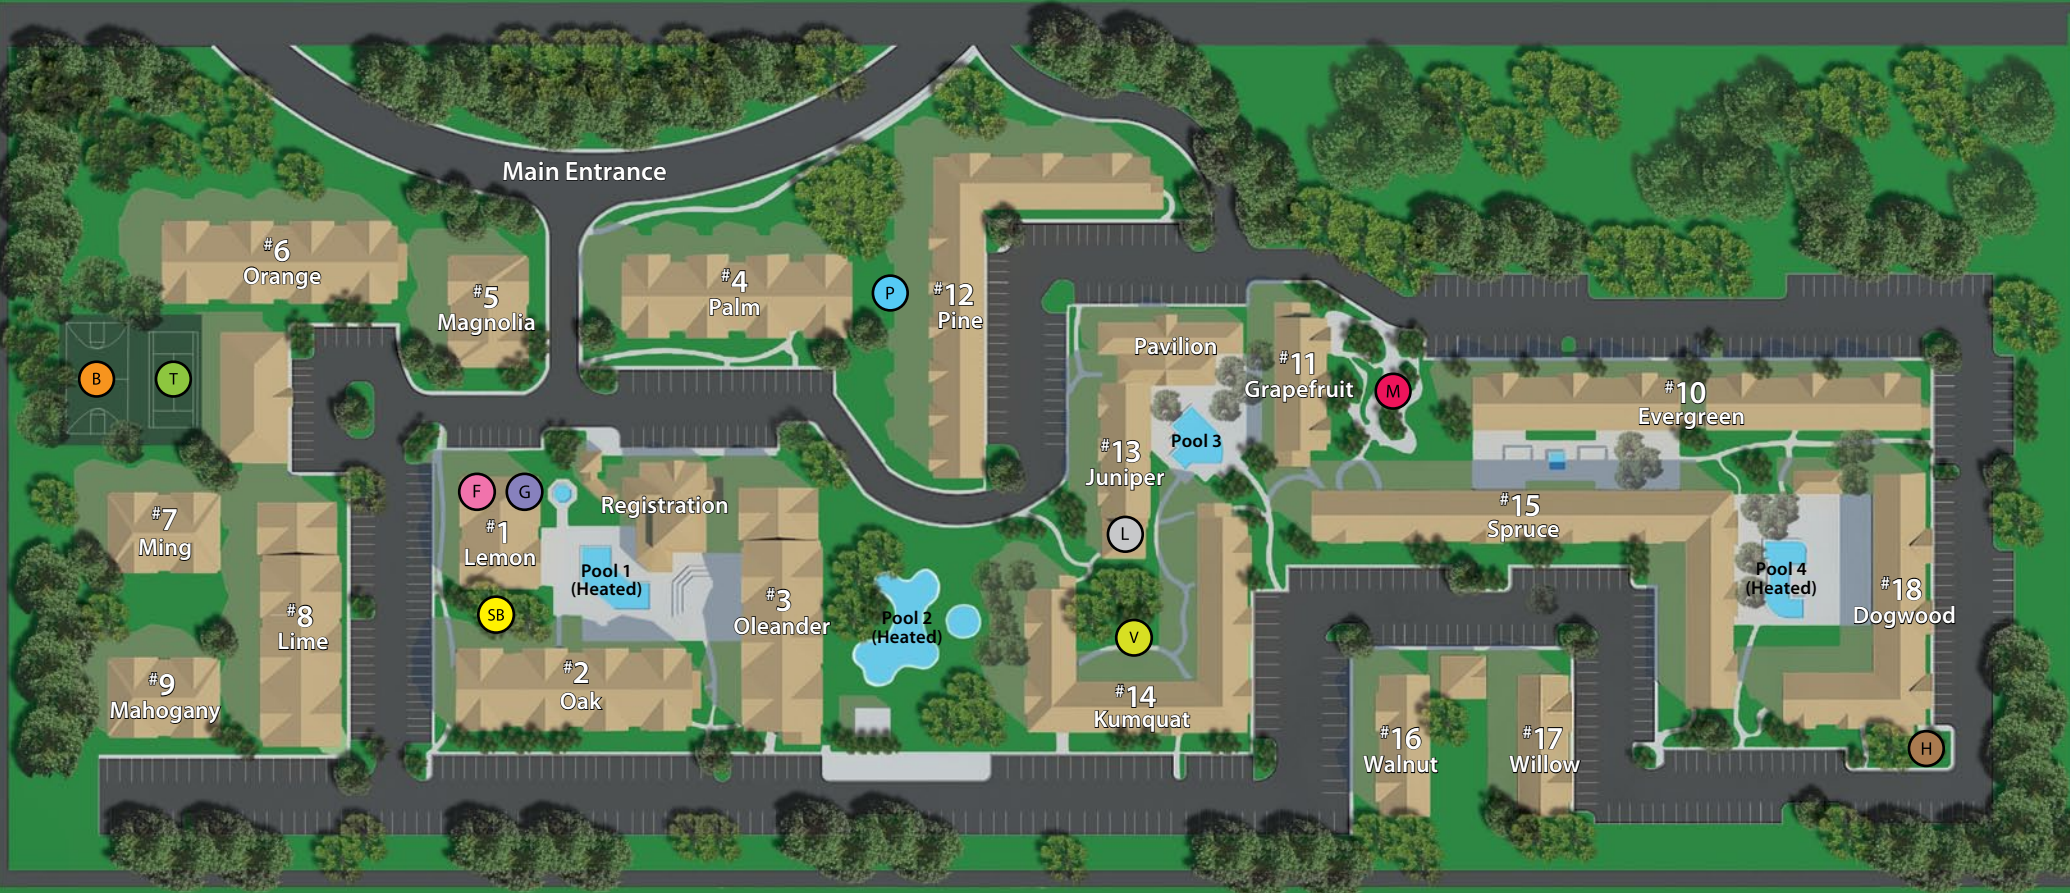 Main Entrance
#6
Orange
#5
Magnolia
#4
Palm
P
#12
Pine
B
T
Pavilion
#11
Grapefruit
M
#10
Evergreen
#13
Juniper
Pool 3
L
F
G
#1
Lemon
Registration
#7
Ming
#8
Lime
#9
Mahogany
SB
Pool 1
(Heated)
#3
Oleander
#2
Oak
Pool 2
(Heated)
V
#14
Kumquat
#15
Spruce
Pool 4
(Heated)
#18
Dogwood
#16
Walnut
#17
Willow
H